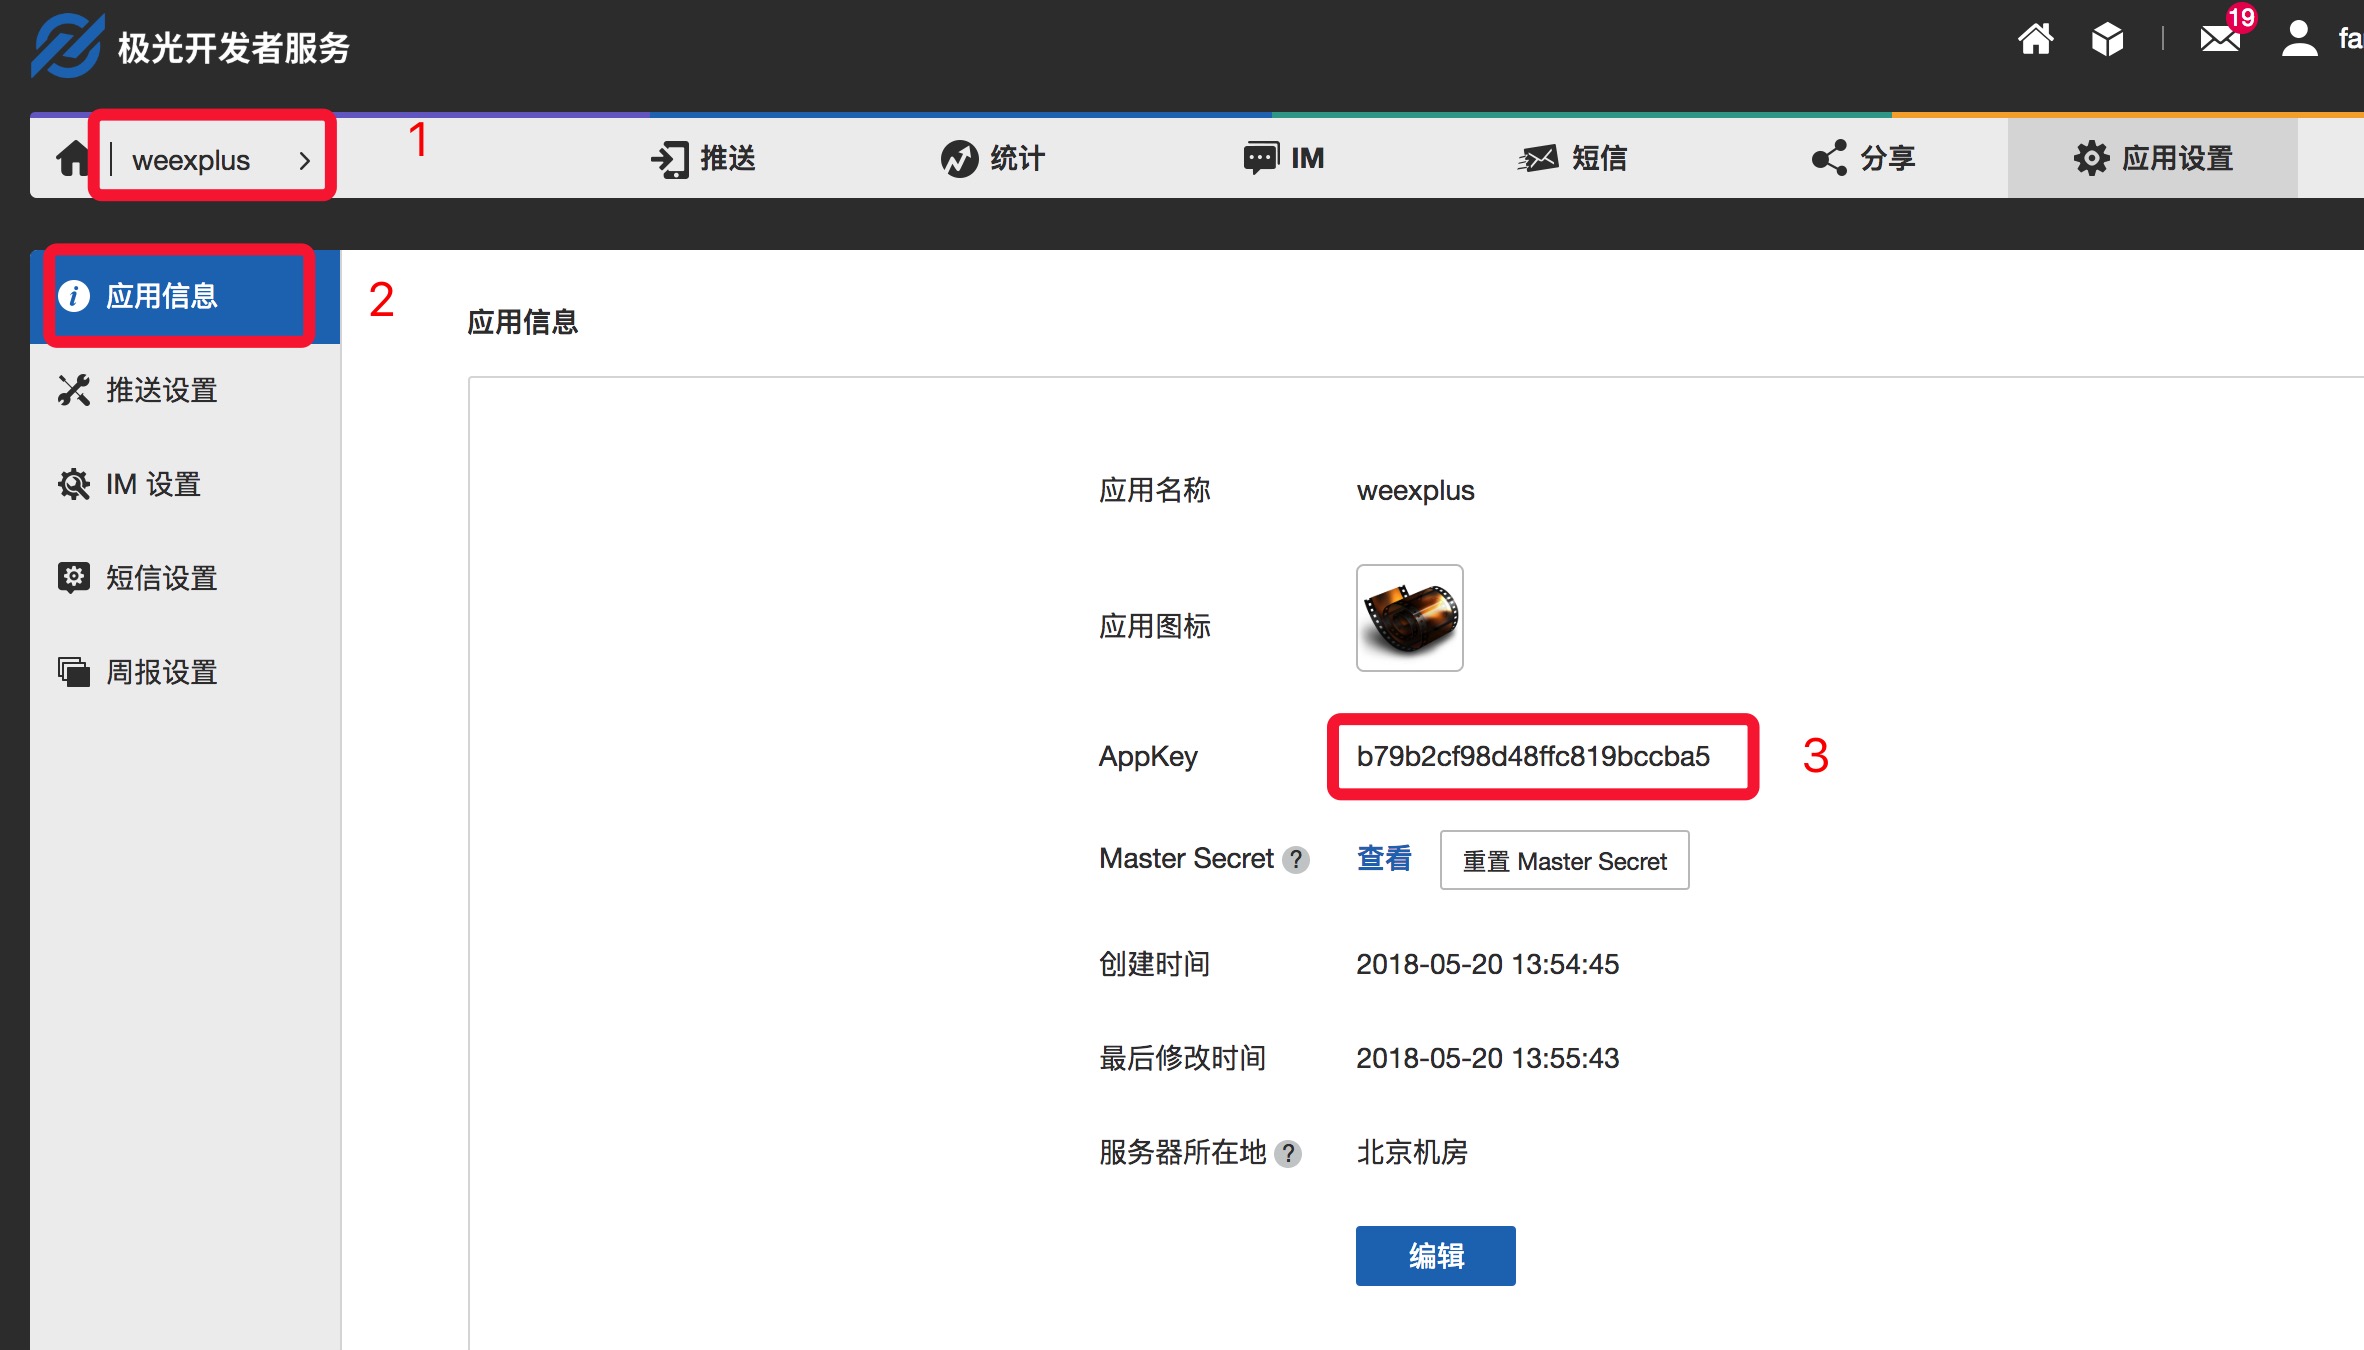 极光开发者服务
19
fa
weexplus
1
推送
统计
IM
短信
分享
应用设置
应用信息
2
推送设置
IM 设置
短信设置
周报设置
应用信息
应用名称 weexplus
应用图标
AppKey b79b2cf98d48ffc819bccba5 3
Master Secret ? 查看 重置 Master Secret
创建时间 2018-05-20 13:54:45
最后修改时间 2018-05-20 13:55:43
服务器所在地 ? 北京机房
编辑